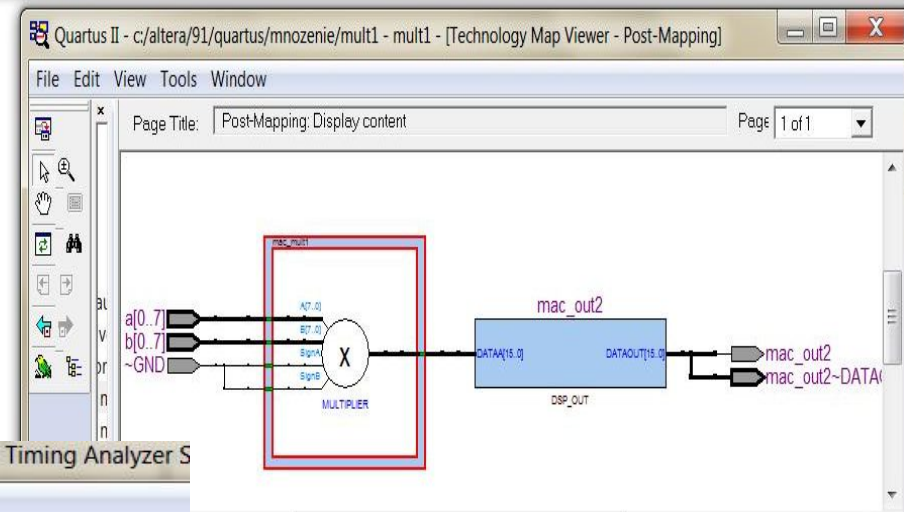 Quartus II - c:/altera/91/quartus/mnozenie/mult1 - mult1 - [Technology Map Viewer - Post-Mapping]
File Edit View Tools Window
Page Title: Post-Mapping: Display content Page 1 of 1
mac_mult1
A[7..0]
B[7..0]
SignA
SignB
X
MULTIPLIER
a[0..7]
b[0..7]
~GND
mac_out2
DATAA[15..0] DATAOUT[15..0]
DSP_OUT
mac_out2
mac_out2~DATAO
Timing Analyzer S